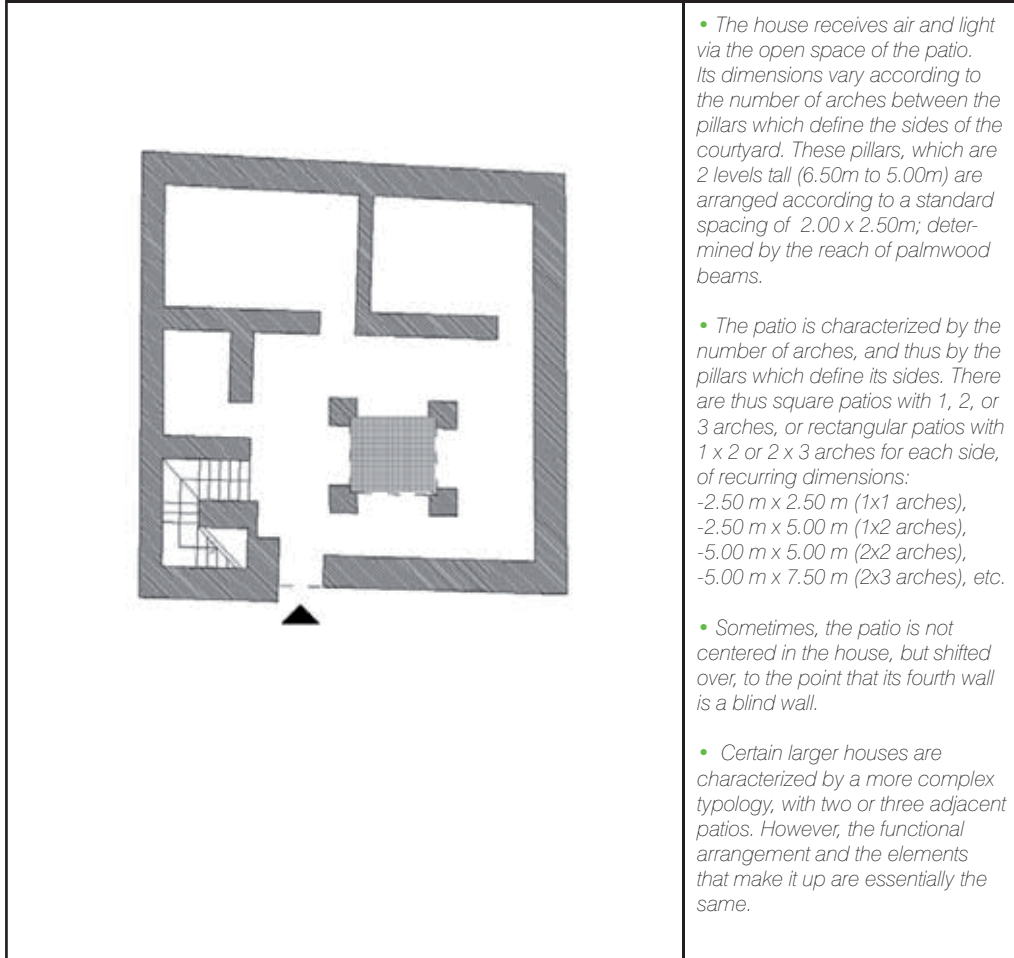 • The house receives air and light
via the open space of the patio.
Its dimensions vary according to
the number of arches between the
pillars which define the sides of the
courtyard. These pillars, which are
2 levels tall (6.50m to 5.00m) are
arranged according to a standard
spacing of 2.00 x 2.50m; deter-
mined by the reach of palmwood
beams.
• The patio is characterized by the
number of arches, and thus by the
pillars which define its sides. There
are thus square patios with 1, 2, or
3 arches, or rectangular patios with
1 x 2 or 2 x 3 arches for each side,
of recurring dimensions:
-2.50 m x 2.50 m (1x1 arches),
-2.50 m x 5.00 m (1x2 arches),
-5.00 m x 5.00 m (2x2 arches),
-5.00 m x 7.50 m (2x3 arches), etc.
• Sometimes, the patio is not
centered in the house, but shifted
over, to the point that its fourth wall
is a blind wall.
• Certain larger houses are
characterized by a more complex
typology, with two or three adjacent
patios. However, the functional
arrangement and the elements
that make it up are essentially the
same.